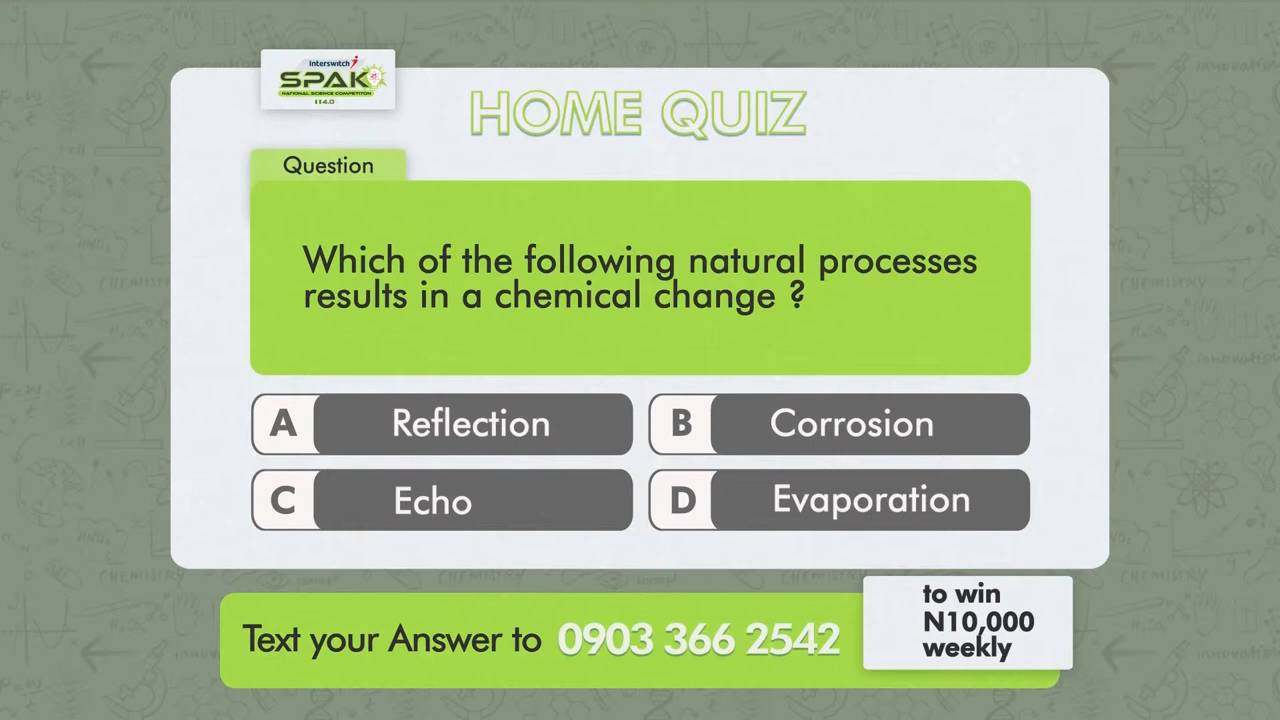 Interswitch
SPAK
NATIONAL SCIENCE COMPETITION
HOME QUIZ
Question
Which of the following natural processes
results in a chemical change ?
A Reflection
B Corrosion
C Echo
D Evaporation
Text your Answer to 0903 366 2542
to win
N10,000
weekly